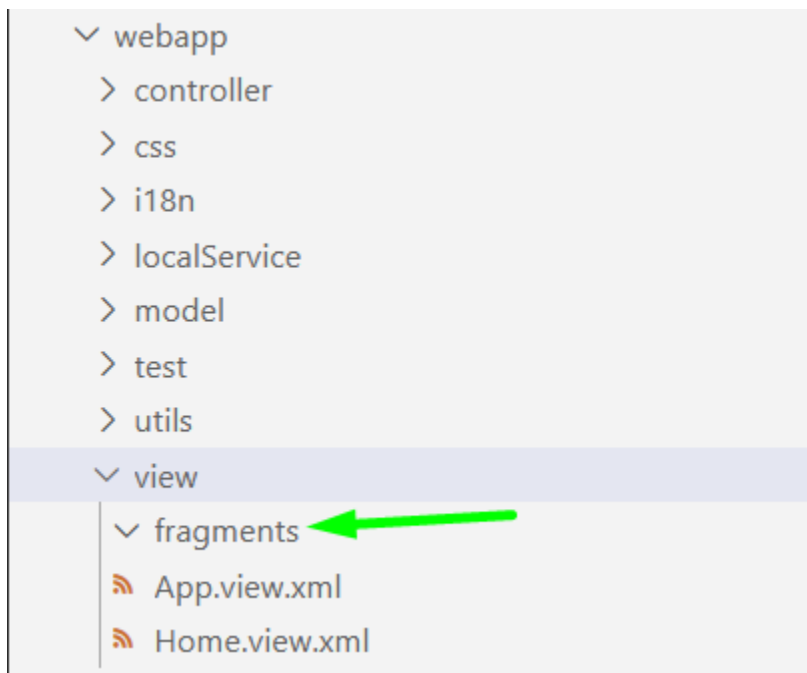 webapp
controller
css
i18n
localService
model
test
utils
view
fragments
App.view.xml
Home.view.xml